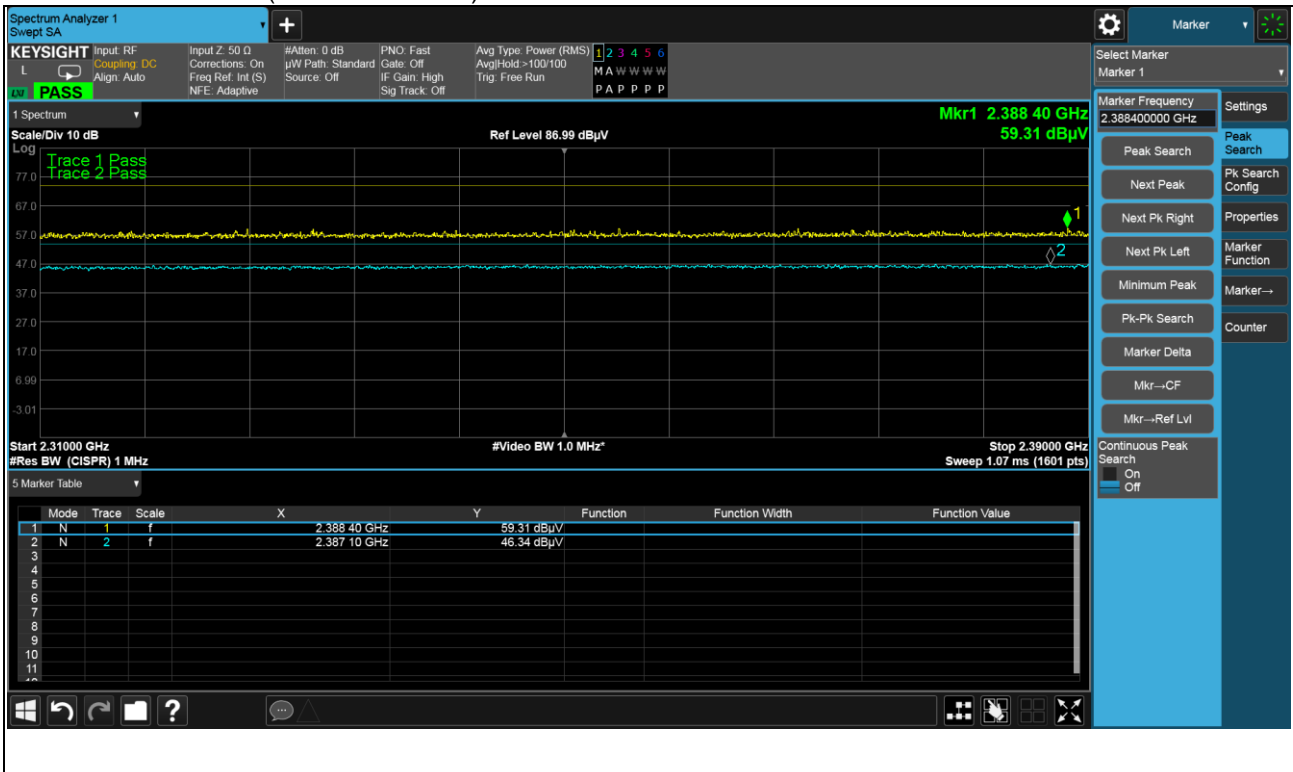 Spectrum Analyzer 1
Swept SA
+
Marker
KEYSIGHT
L
LXI PASS
Input: RF
Coupling: DC
Align: Auto
Input Z: 50 Ω
Corrections: On
Freq Ref: Int (S)
NFE: Adaptive
#Atten: 0 dB
µW Path: Standard
Source: Off
PNO: Fast
Gate: Off
IF Gain: High
Sig Track: Off
Avg Type: Power (RMS)
Avg|Hold:>100/100
Trig: Free Run
1 2 3 4 5 6
M A W W W W
P A P P P P
Select Marker
Marker 1
1 Spectrum
Mkr1 2.388 40 GHz
59.31 dBµV
Scale/Div 10 dB
Ref Level 86.99 dBµV
Log
Trace 1 Pass
Trace 2 Pass
77.0
67.0
57.0
47.0
37.0
27.0
17.0
6.99
-3.01
1
2
Start 2.31000 GHz
#Video BW 1.0 MHz*
Stop 2.39000 GHz
#Res BW (CISPR) 1 MHz
Sweep 1.07 ms (1601 pts)
5 Marker Table
Mode Trace Scale X Y Function Function Width Function Value
1 N 1 f 2.388 40 GHz 59.31 dBµV
2 N 2 f 2.387 10 GHz 46.34 dBµV
3
4
5
6
7
8
9
10
11
Marker Frequency
2.388400000 GHz
Peak Search
Next Peak
Next Pk Right
Next Pk Left
Minimum Peak
Pk-Pk Search
Marker Delta
Mkr→CF
Mkr→Ref Lvl
Continuous Peak
Search
On
Off
Settings
Peak
Search
Pk Search
Config
Properties
Marker
Function
Marker→
Counter
?